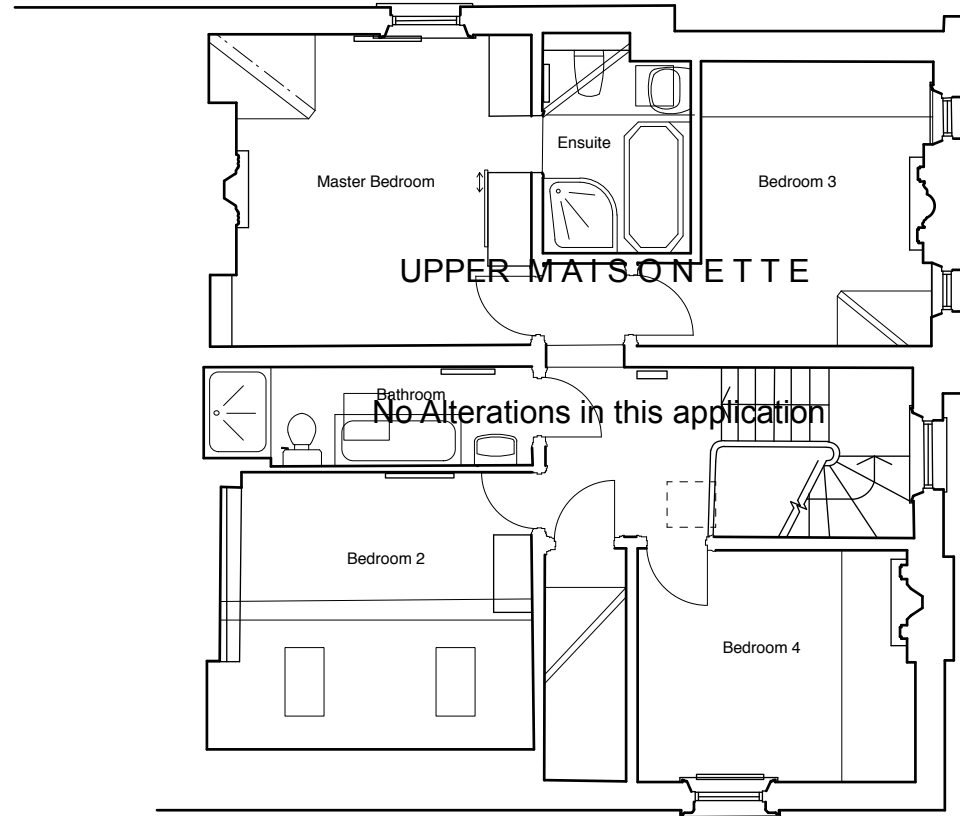 Ensuite
Master Bedroom
Bedroom 3
UPPER MAISONETTE
Bathroom
No Alterations in this application
Bedroom 2
Bedroom 4